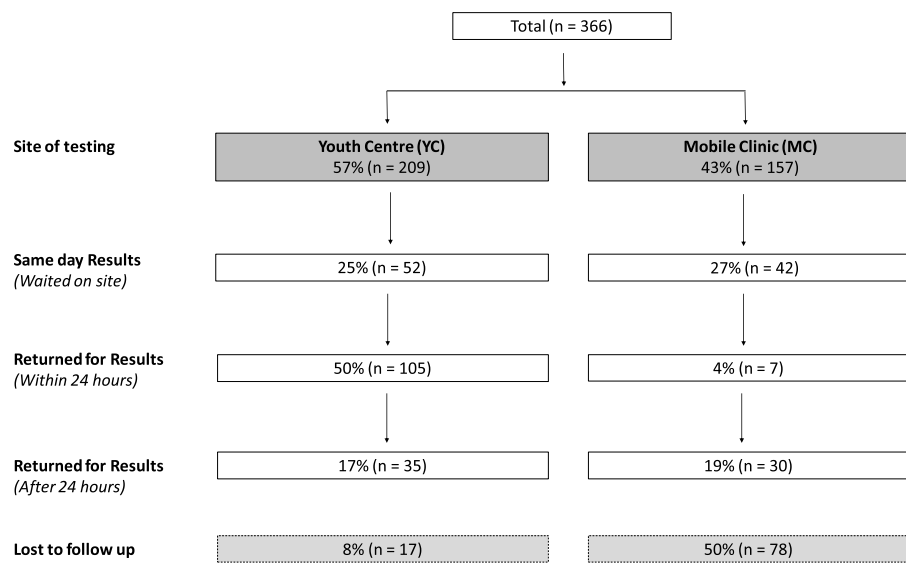 Total (n = 366)
Site of testing
Youth Centre (YC)
57% (n = 209)
Mobile Clinic (MC)
43% (n = 157)
Same day Results
(Waited on site)
25% (n = 52)
27% (n = 42)
Returned for Results
(Within 24 hours)
50% (n = 105)
4% (n = 7)
Returned for Results
(After 24 hours)
17% (n = 35)
19% (n = 30)
Lost to follow up
8% (n = 17)
50% (n = 78)